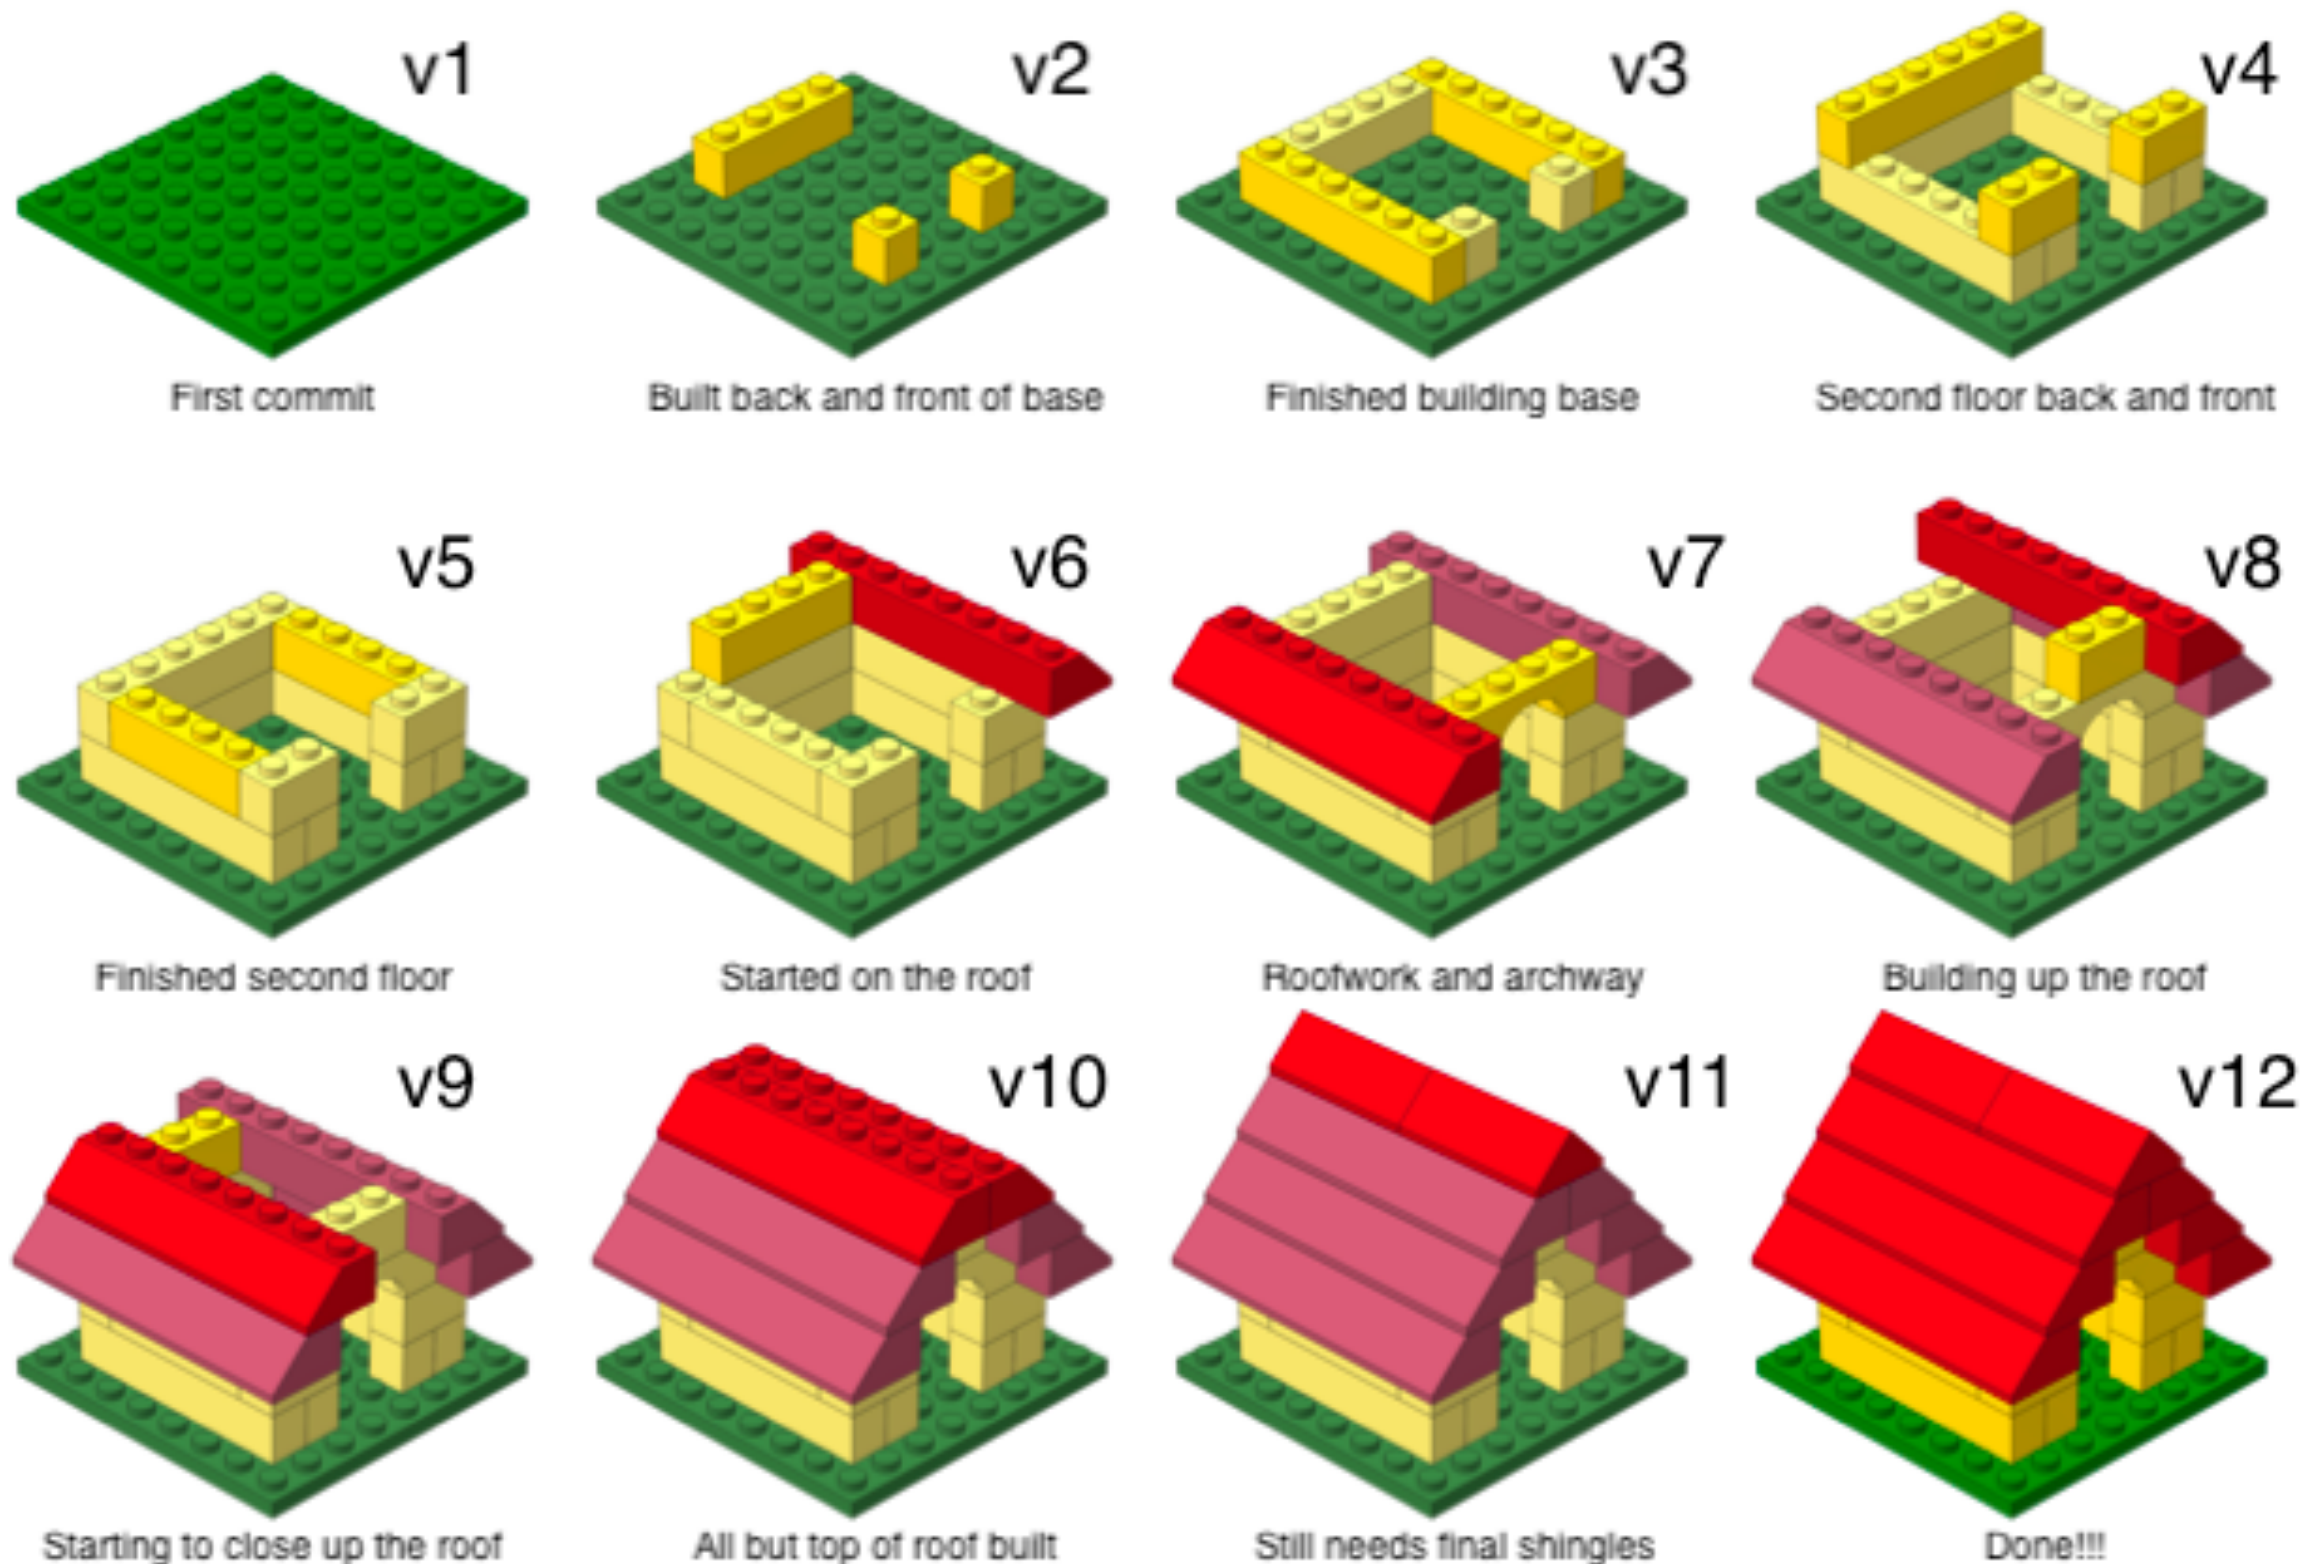 v1
v2
v3
v4
First commit
Built back and front of base
Finished building base
Second floor back and front
v5
v6
v7
v8
Finished second floor
Started on the roof
Roofwork and archway
Building up the roof
v9
v10
v11
v12
Starting to close up the roof
All but top of roof built
Still needs final shingles
Done!!!